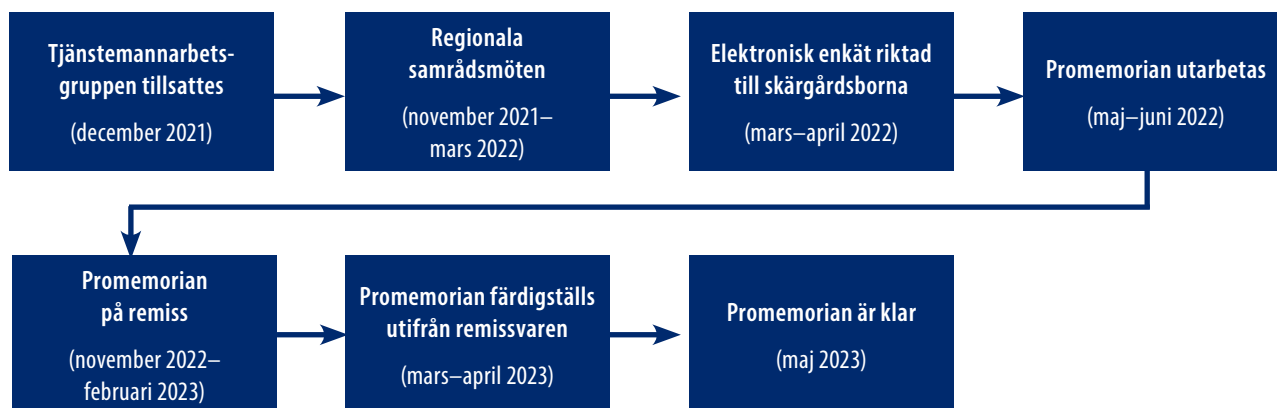 Tjänstemannarbets-
gruppen tillsattes
(december 2021)
Regionala
samrådsmöten
(november 2021–
mars 2022)
Elektronisk enkät riktad
till skärgårdsborna
(mars–april 2022)
Promemorian utarbetas
(maj–juni 2022)
Promemorian
på remiss
(november 2022–
februari 2023)
Promemorian färdigställs
utifrån remissvaren
(mars–april 2023)
Promemorian är klar
(maj 2023)